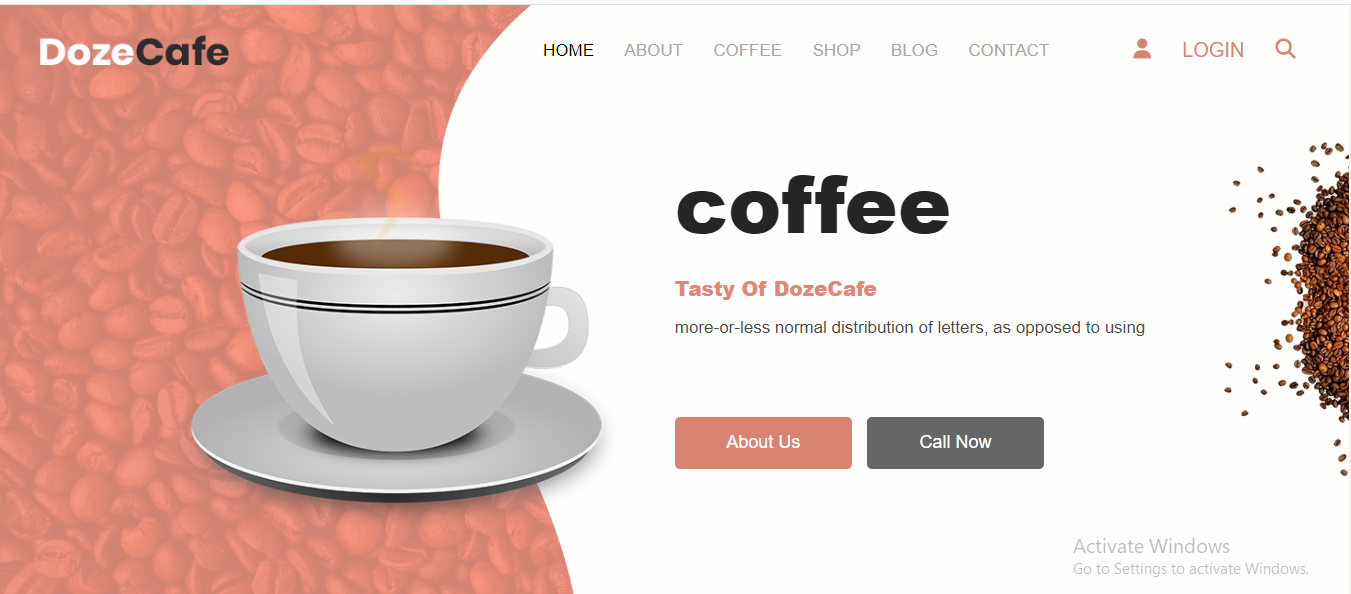 DozeCafe
HOME ABOUT COFFEE SHOP BLOG CONTACT LOGIN
coffee
Tasty Of DozeCafe
more-or-less normal distribution of letters, as opposed to using
About Us Call Now
Activate Windows
Go to Settings to activate Windows.